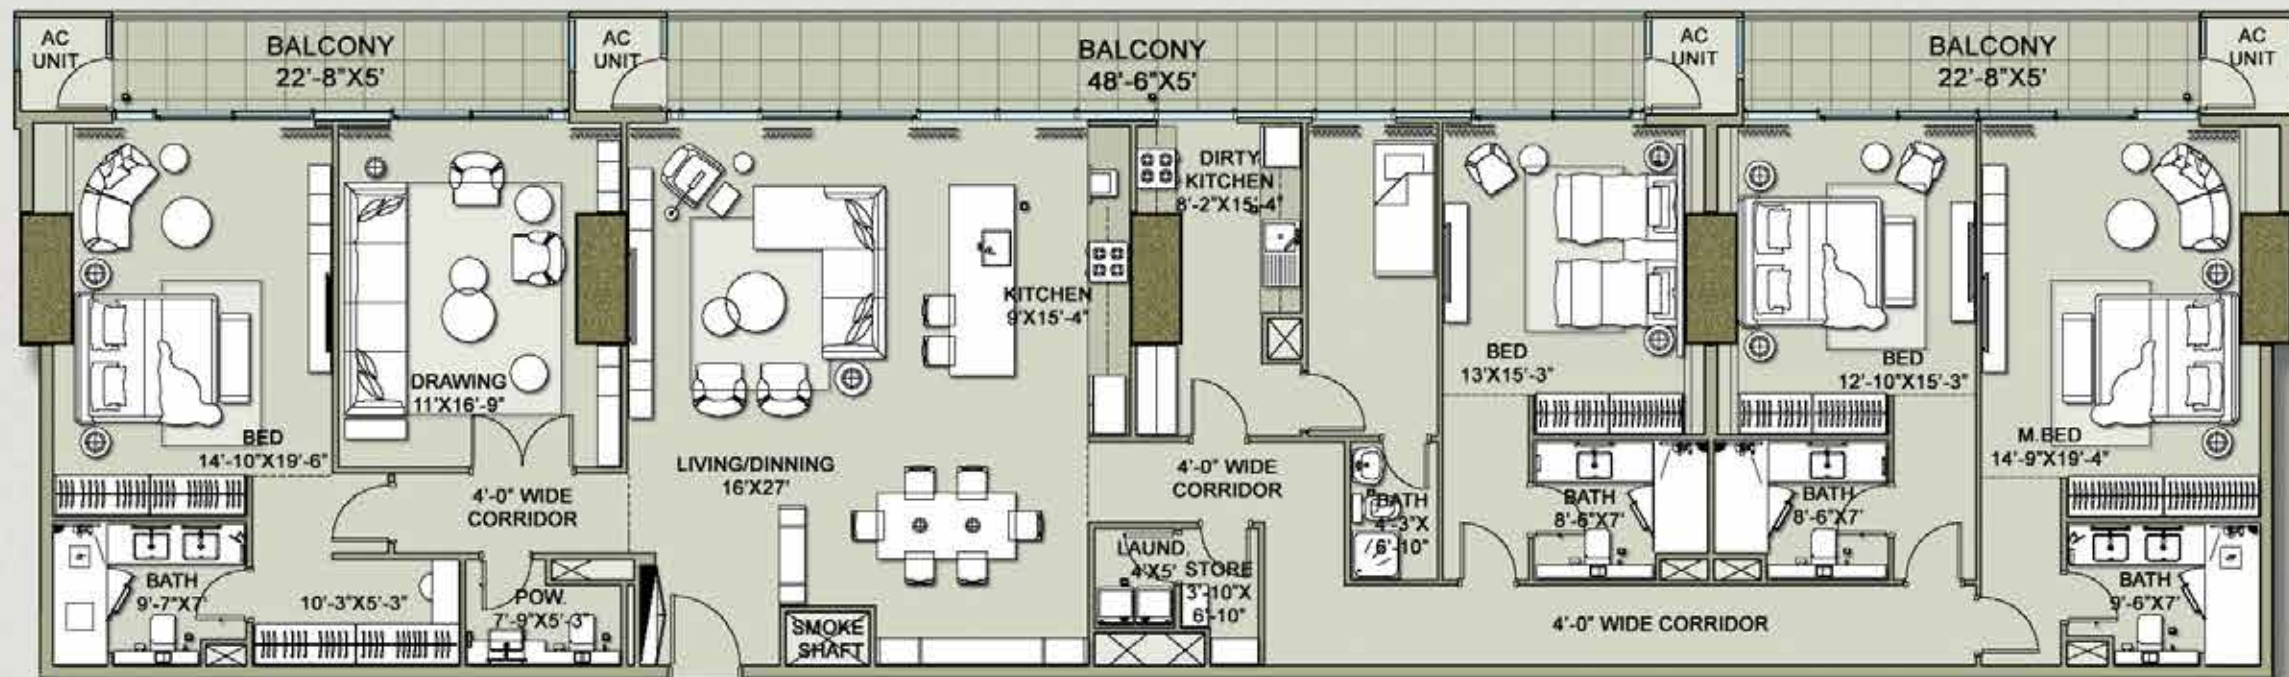 AC
UNIT
BALCONY
22'-8"X5'
AC
UNIT
BALCONY
48'-6"X5'
AC
UNIT
BALCONY
22'-8"X5'
AC
UNIT
DIRTY
KITCHEN
8'-2"X15'-4"
KITCHEN
9'X15'-4"
DRAWING
11'X16'-9"
BED
14'-10"X19'-6"
BED
13'X15'-3"
BED
12'-10"X15'-3"
M.BED
14'-9"X19'-4"
LIVING/DINNING
16'X27'
4'-0" WIDE
CORRIDOR
4'-0" WIDE
CORRIDOR
BATH
4'-3"X
6'-10"
BATH
8'-6"X7'
BATH
8'-6"X7'
BATH
9'-7"X7'
10'-3"X5'-3"
POW.
7'-9"X5'-3"
SMOKE
SHAFT
LAUND.
4'X5'
STORE
3'-10"X
6'-10"
4'-0" WIDE CORRIDOR
BATH
9'-6"X7'